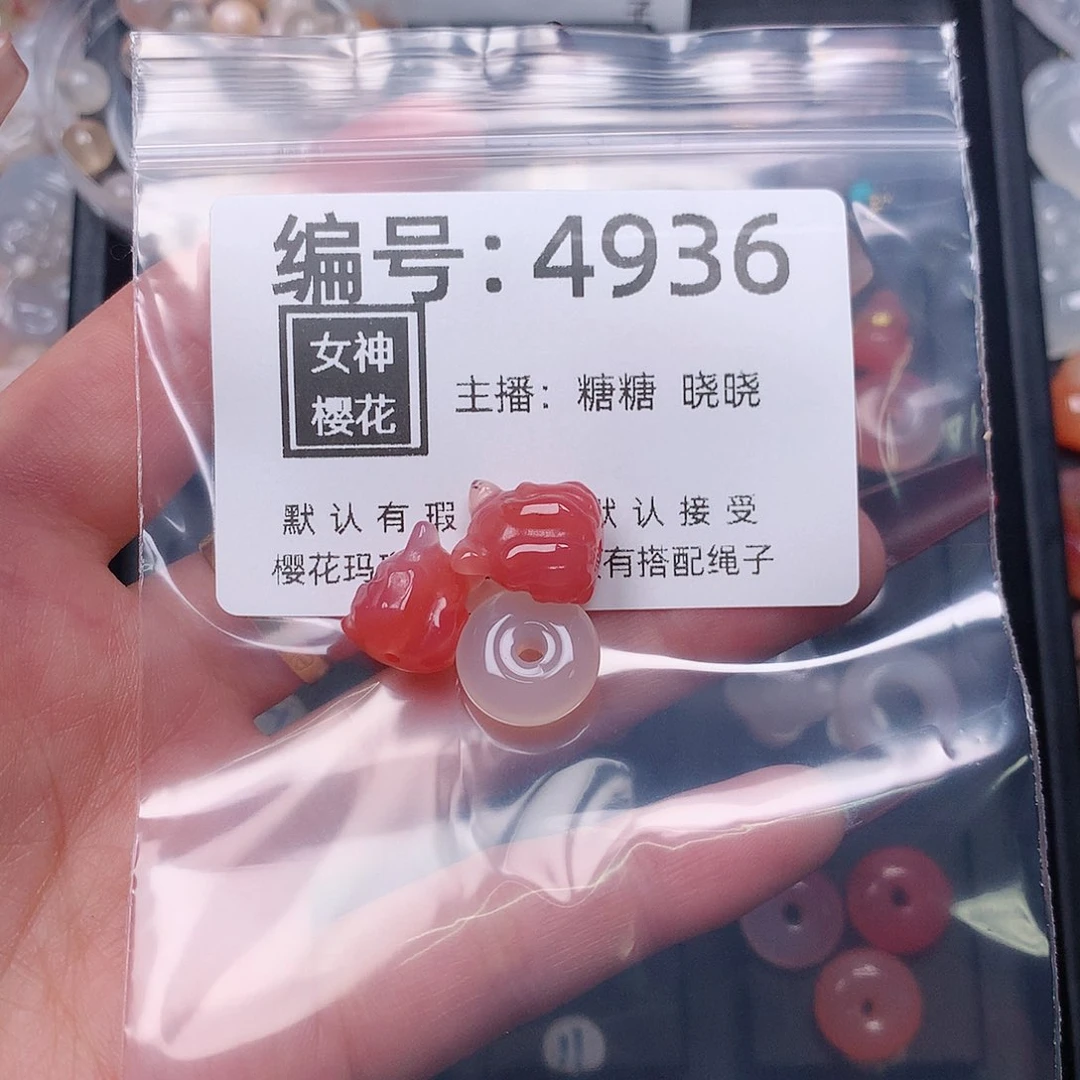 编号：4936
女神
樱花
主播：糖糖 晓晓
默认有瑕 默认接受
樱花玛 有搭配绳子